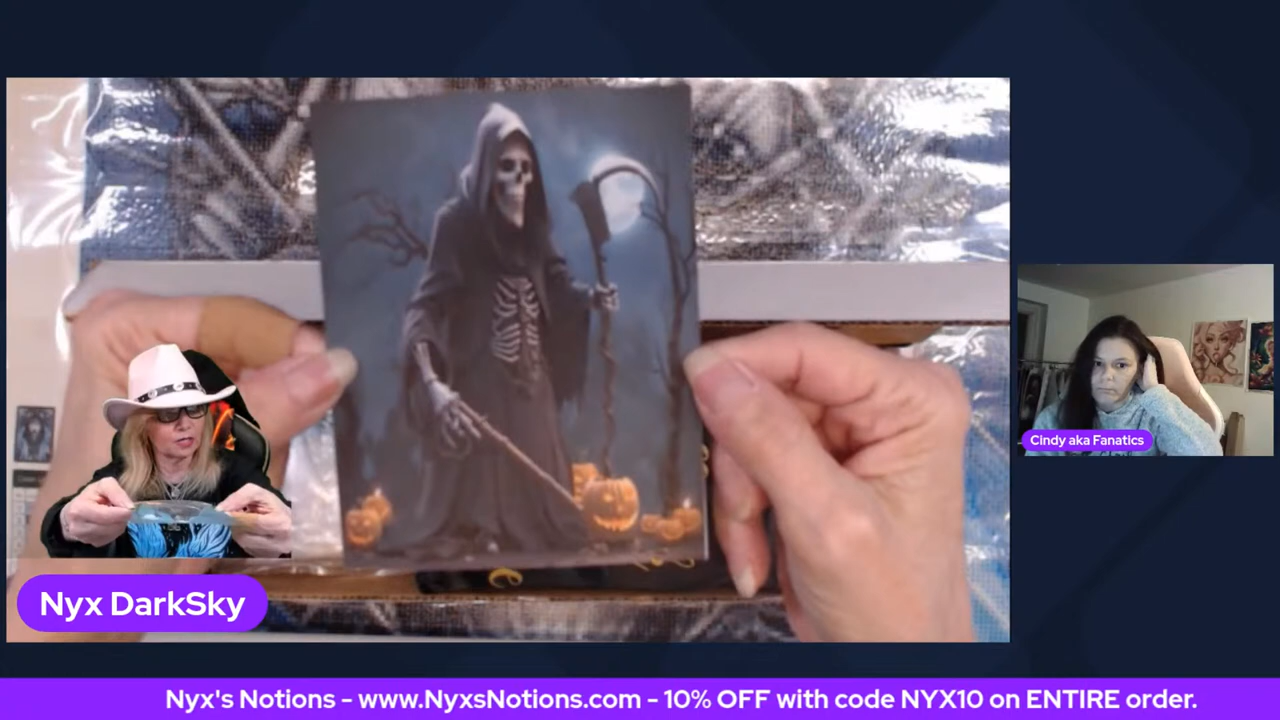 Cindy aka Fanatics
Nyx DarkSky
Nyx's Notions - www.NyxsNotions.com - 10% OFF with code NYX10 on ENTIRE order.